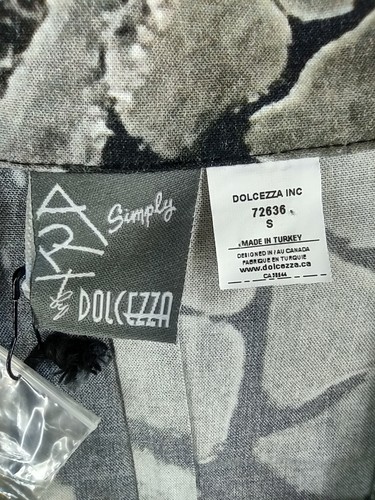 Simply
ART
by DOLCEZZA
DOLCEZZA INC
72636
S
MADE IN TURKEY
DESIGNED IN / AU CANADA
FABRIQUE EN TURQUIE
www.dolcezza.ca